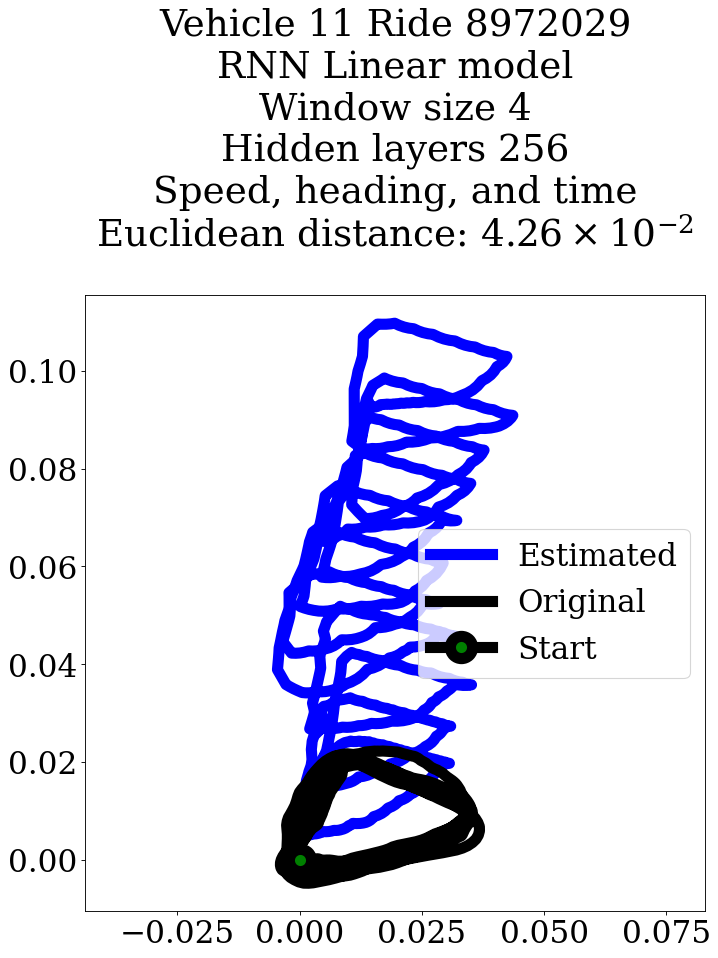 Vehicle 11 Ride 8972029
RNN Linear model
Window size 4
Hidden layers 256
Speed, heading, and time
Euclidean distance: 4.26 × 10⁻²
0.10
0.08
0.06
0.04
0.02
0.00
Estimated
Original
Start
−0.025 0.000 0.025 0.050 0.075